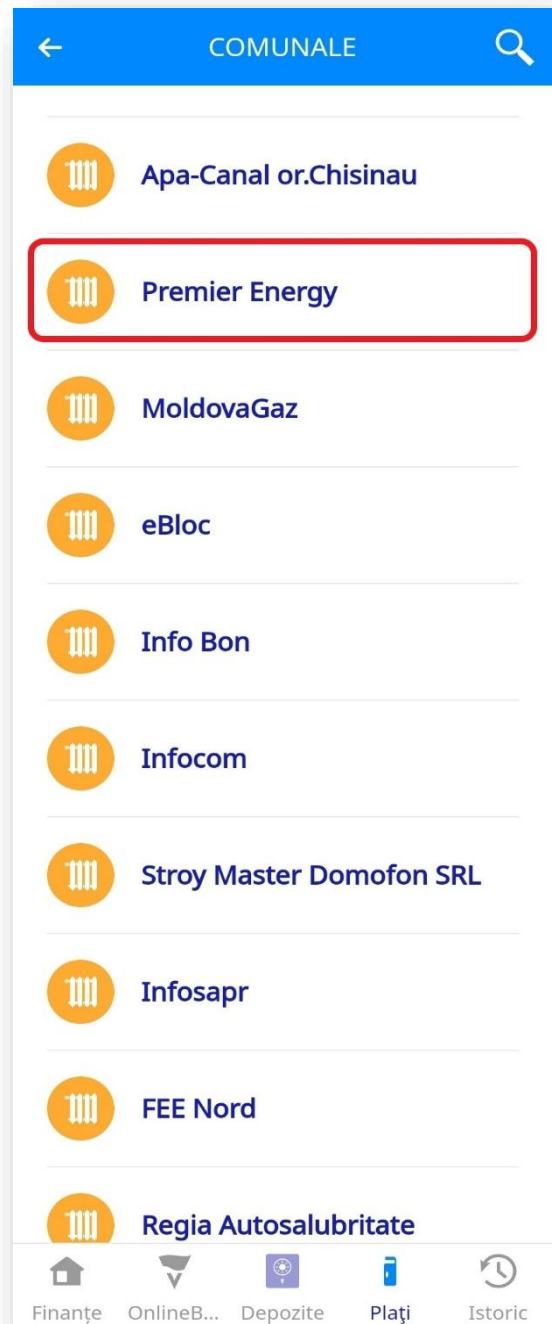 COMUNALE
Apa-Canal or.Chisinau
Premier Energy
MoldovaGaz
eBloc
Info Bon
Infocom
Stroy Master Domofon SRL
Infosapr
FEE Nord
Regia Autosalubritate
Finanțe OnlineB... Depozite Plaţi Istoric